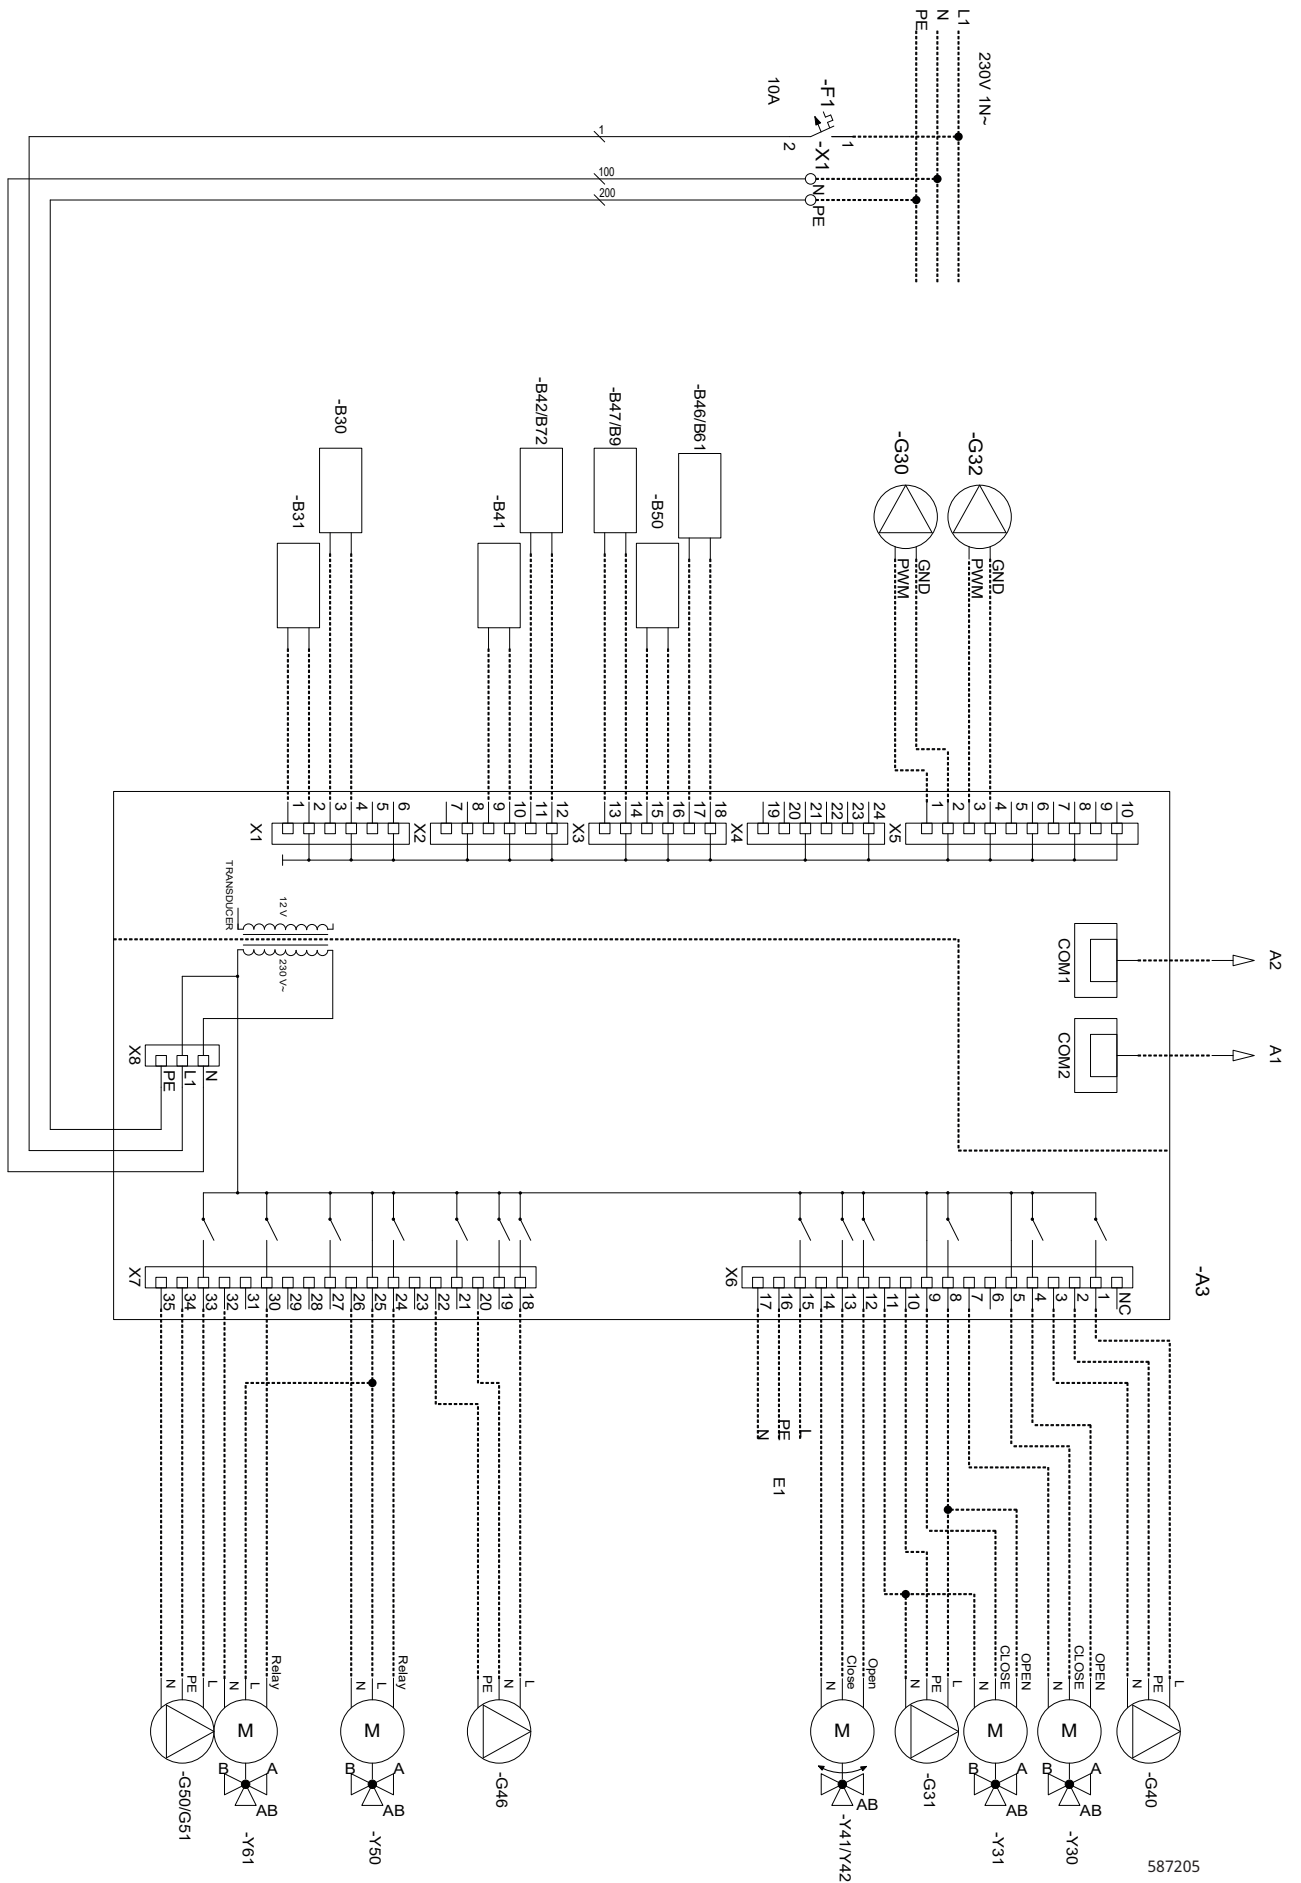 L1
N
PE
230V 1N~
-F1
10A
1
2
-X1
N
PE
1
100
200
-B30
-B31
-B42/B72
-B41
-B47/B9
-B50
-B46/B61
-G30
-G32
PWM
GND
PWM
GND
1
2
3
4
5
6
X1
7
8
9
10
11
12
X2
13
14
15
16
17
18
X3
19
20
21
22
23
24
X4
1
2
3
4
5
6
7
8
9
10
X5
TRANSDUCER
12 V
230 V~
COM1
A2
COM2
A1
X8
PE
L1
N
-A3
X7
35
34
33
32
31
30
29
28
27
26
25
24
23
22
21
20
19
18
X6
17
16
15
14
13
12
11
10
9
8
7
6
5
4
3
2
1
NC
N
PE
L
E1
N
PE
L
N
L
Relay
N
L
Relay
PE
N
L
N
Close
Open
N
PE
L
N
CLOSE
OPEN
N
CLOSE
OPEN
N
PE
L
M
B
A
AB
-G50/G51
-Y61
M
B
A
AB
-Y50
-G46
M
AB
-Y41/Y42
-G31
M
B
A
AB
-Y31
M
B
A
AB
-Y30
-G40
587205